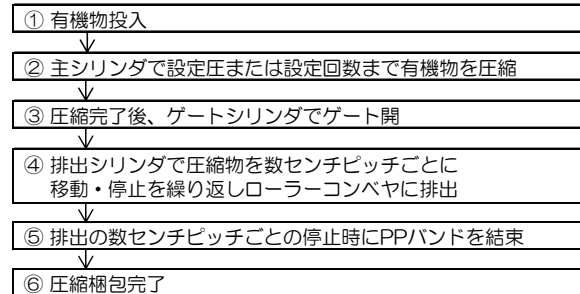 ① 有機物投入
② 主シリンダで設定圧または設定回数まで有機物を圧縮
③ 圧縮完了後、ゲートシリンダでゲート開
④ 排出シリンダで圧縮物を数センチピッチごとに
移動・停止を繰り返しローラーコンベヤに排出
⑤ 排出の数センチピッチごとの停止時にPPバンドを結束
⑥ 圧縮梱包完了